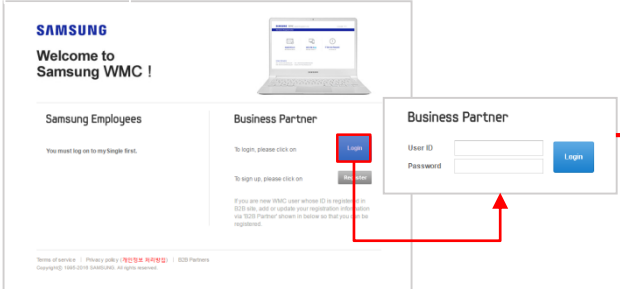 SAMSUNG
Welcome to
Samsung WMC !
Samsung Employees
You must log on to mySingle first.
Business Partner
To login, please click on
Login
To sign up, please click on
Register
If you are new WMC user whose ID is registered in
B2B site, add or update your registration information
via 'B2B Partner' shown in below so that you can be
registered.
Business Partner
User ID
Password
Login
Terms of service | Privacy policy (개인정보 처리방침) | B2B Partners
Copyrightⓒ 1995-2018 SAMSUNG. All rights reserved.